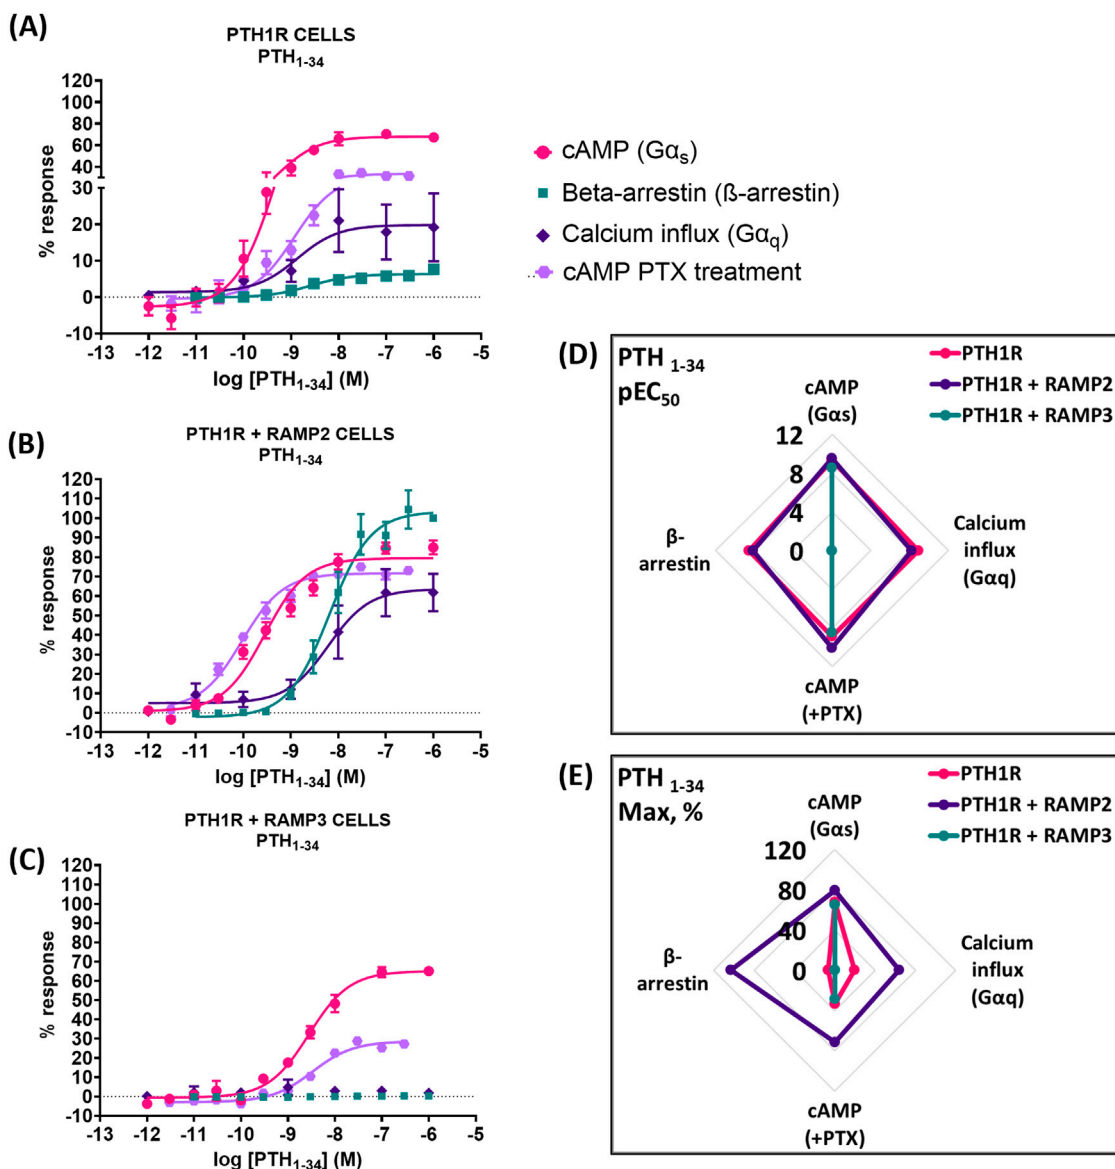 (A)
PTH1R CELLS
PTH1-34
120
100
80
60
40
30
20
10
0
-10
% response
-13 -12 -11 -10 -9 -8 -7 -6 -5
log [PTH1-34] (M)
cAMP (Gαs)
Beta-arrestin (ß-arrestin)
Calcium influx (Gαq)
cAMP PTX treatment
(B)
PTH1R + RAMP2 CELLS
PTH1-34
120
110
100
90
80
70
60
50
40
30
20
10
0
-10
% response
-13 -12 -11 -10 -9 -8 -7 -6 -5
log [PTH1-34] (M)
(C)
PTH1R + RAMP3 CELLS
PTH1-34
120
110
100
90
80
70
60
50
40
30
20
10
0
-10
% response
-13 -12 -11 -10 -9 -8 -7 -6 -5
log [PTH1-34] (M)
(D)
PTH 1-34
pEC50
PTH1R
PTH1R + RAMP2
PTH1R + RAMP3
cAMP
(Gαs)
12
8
4
0
β-
arrestin
Calcium
influx
(Gαq)
cAMP
(+PTX)
(E)
PTH 1-34
Max, %
PTH1R
PTH1R + RAMP2
PTH1R + RAMP3
cAMP
(Gαs)
120
80
40
0
β-
arrestin
Calcium
influx
(Gαq)
cAMP
(+PTX)